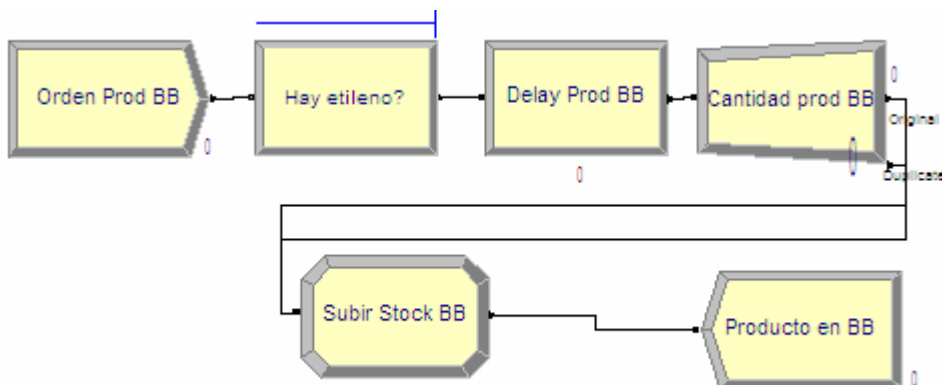 Orden Prod BB
0
Hay etileno?
Delay Prod BB
0
Cantidad prod BB
0
0
Original
Duplicate
Subir Stock BB
Producto en BB
0